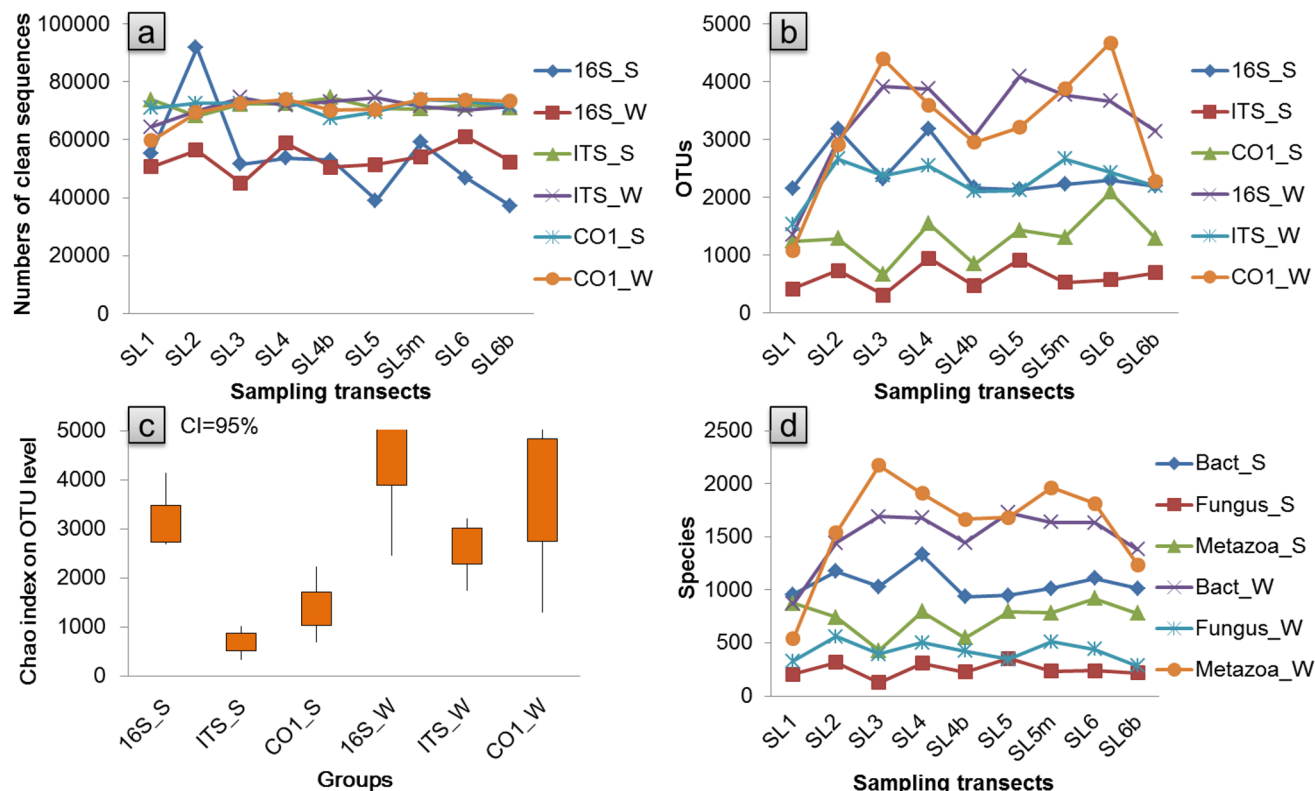 a
Numbers of clean sequences
100000
80000
60000
40000
20000
0
SL1
SL2
SL3
SL4
SL4b
SL5
SL5m
SL6
SL6b
Sampling transects
16S_S
16S_W
ITS_S
ITS_W
CO1_S
CO1_W
b
OTUs
5000
4000
3000
2000
1000
0
SL1
SL2
SL3
SL4
SL4b
SL5
SL5m
SL6
SL6b
Sampling transects
16S_S
ITS_S
CO1_S
16S_W
ITS_W
CO1_W
c
CI=95%
Chao index on OTU level
5000
4000
3000
2000
1000
0
16S_S
ITS_S
CO1_S
16S_W
ITS_W
CO1_W
Groups
d
Species
2500
2000
1500
1000
500
0
SL1
SL2
SL3
SL4
SL4b
SL5
SL5m
SL6
SL6b
Sampling transects
Bact_S
Fungus_S
Metazoa_S
Bact_W
Fungus_W
Metazoa_W